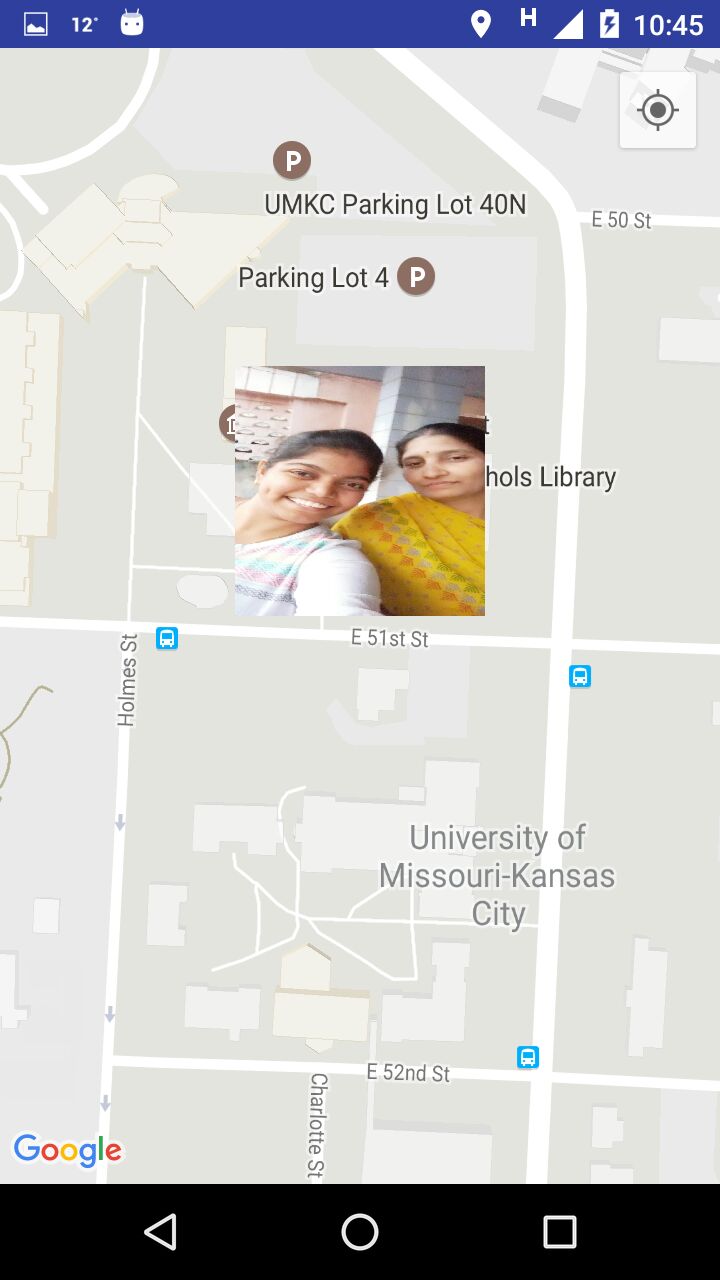 12°
H
10:45
P
UMKC Parking Lot 40N
E 50 St
Parking Lot 4 P
hols Library
E 51st St
Holmes St
University of
Missouri-Kansas
City
E 52nd St
Charlotte St
Google